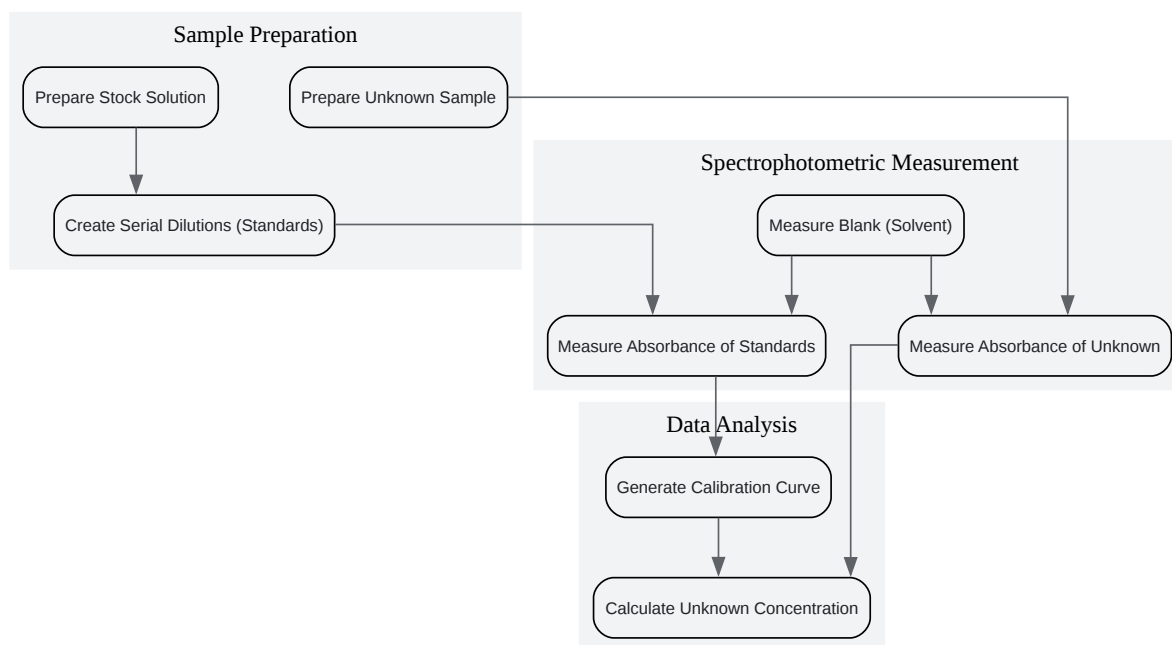 Sample Preparation
Prepare Stock Solution
Prepare Unknown Sample
Create Serial Dilutions (Standards)
Spectrophotometric Measurement
Measure Blank (Solvent)
Measure Absorbance of Standards
Measure Absorbance of Unknown
Data Analysis
Generate Calibration Curve
Calculate Unknown Concentration